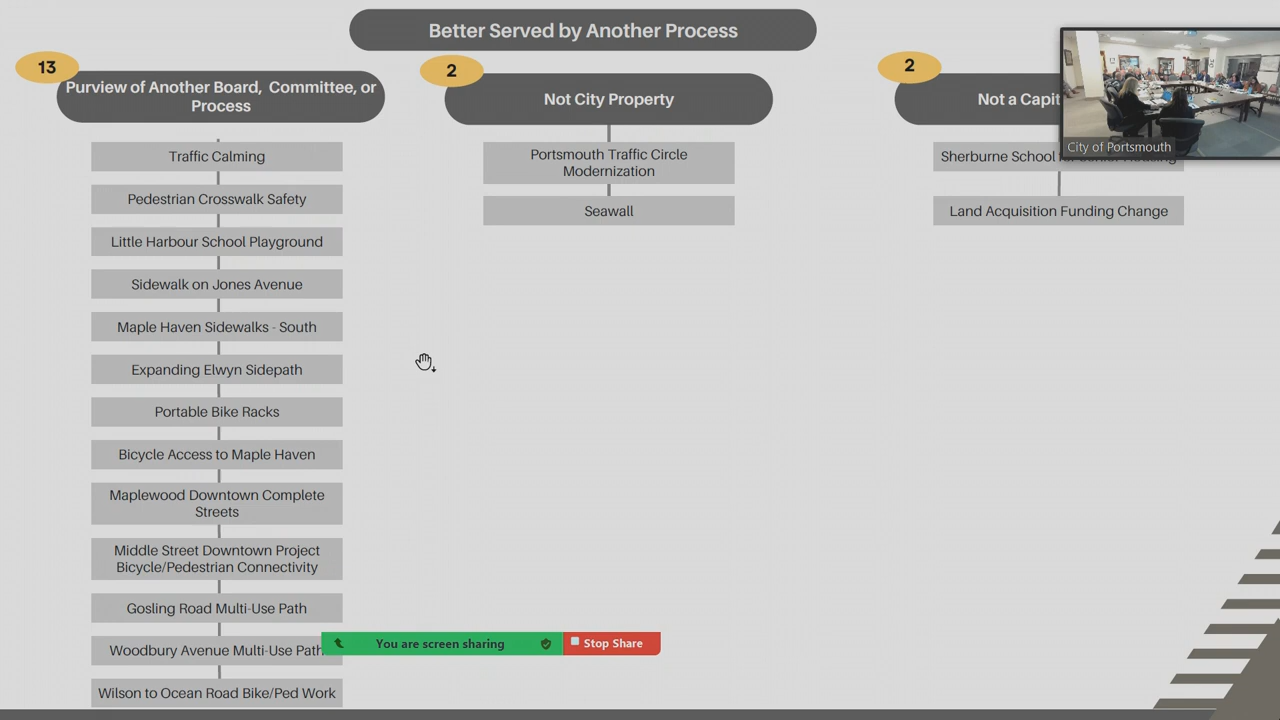 Better Served by Another Process
13
Purview of Another Board, Committee, or
Process
Traffic Calming
Pedestrian Crosswalk Safety
Little Harbour School Playground
Sidewalk on Jones Avenue
Maple Haven Sidewalks - South
Expanding Elwyn Sidepath
Portable Bike Racks
Bicycle Access to Maple Haven
Maplewood Downtown Complete
Streets
Middle Street Downtown Project
Bicycle/Pedestrian Connectivity
Gosling Road Multi-Use Path
Woodbury Avenue Multi-Use Path
Wilson to Ocean Road Bike/Ped Work
2
Not City Property
Portsmouth Traffic Circle
Modernization
Seawall
2
Not a Capit
Sherburne School
Land Acquisition Funding Change
City of Portsmouth
You are screen sharing
Stop Share